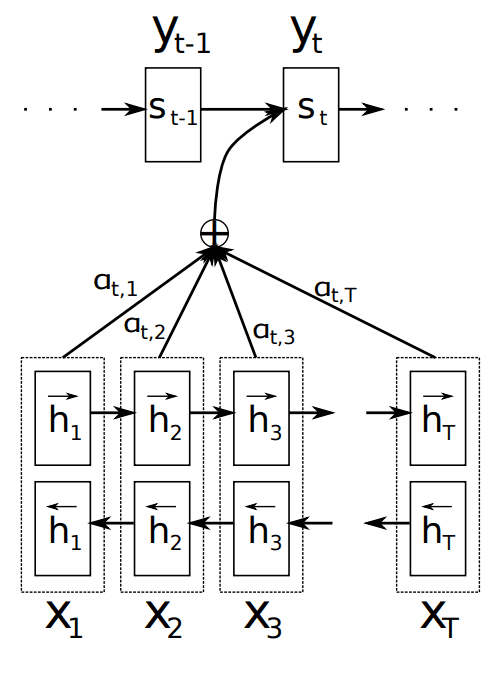 yt-1 yt
. . . st-1 st . . .
αt,1 αt,2 αt,3 αt,T
h1 h2 h3 hT
h1 h2 h3 hT
x1 x2 x3 xT